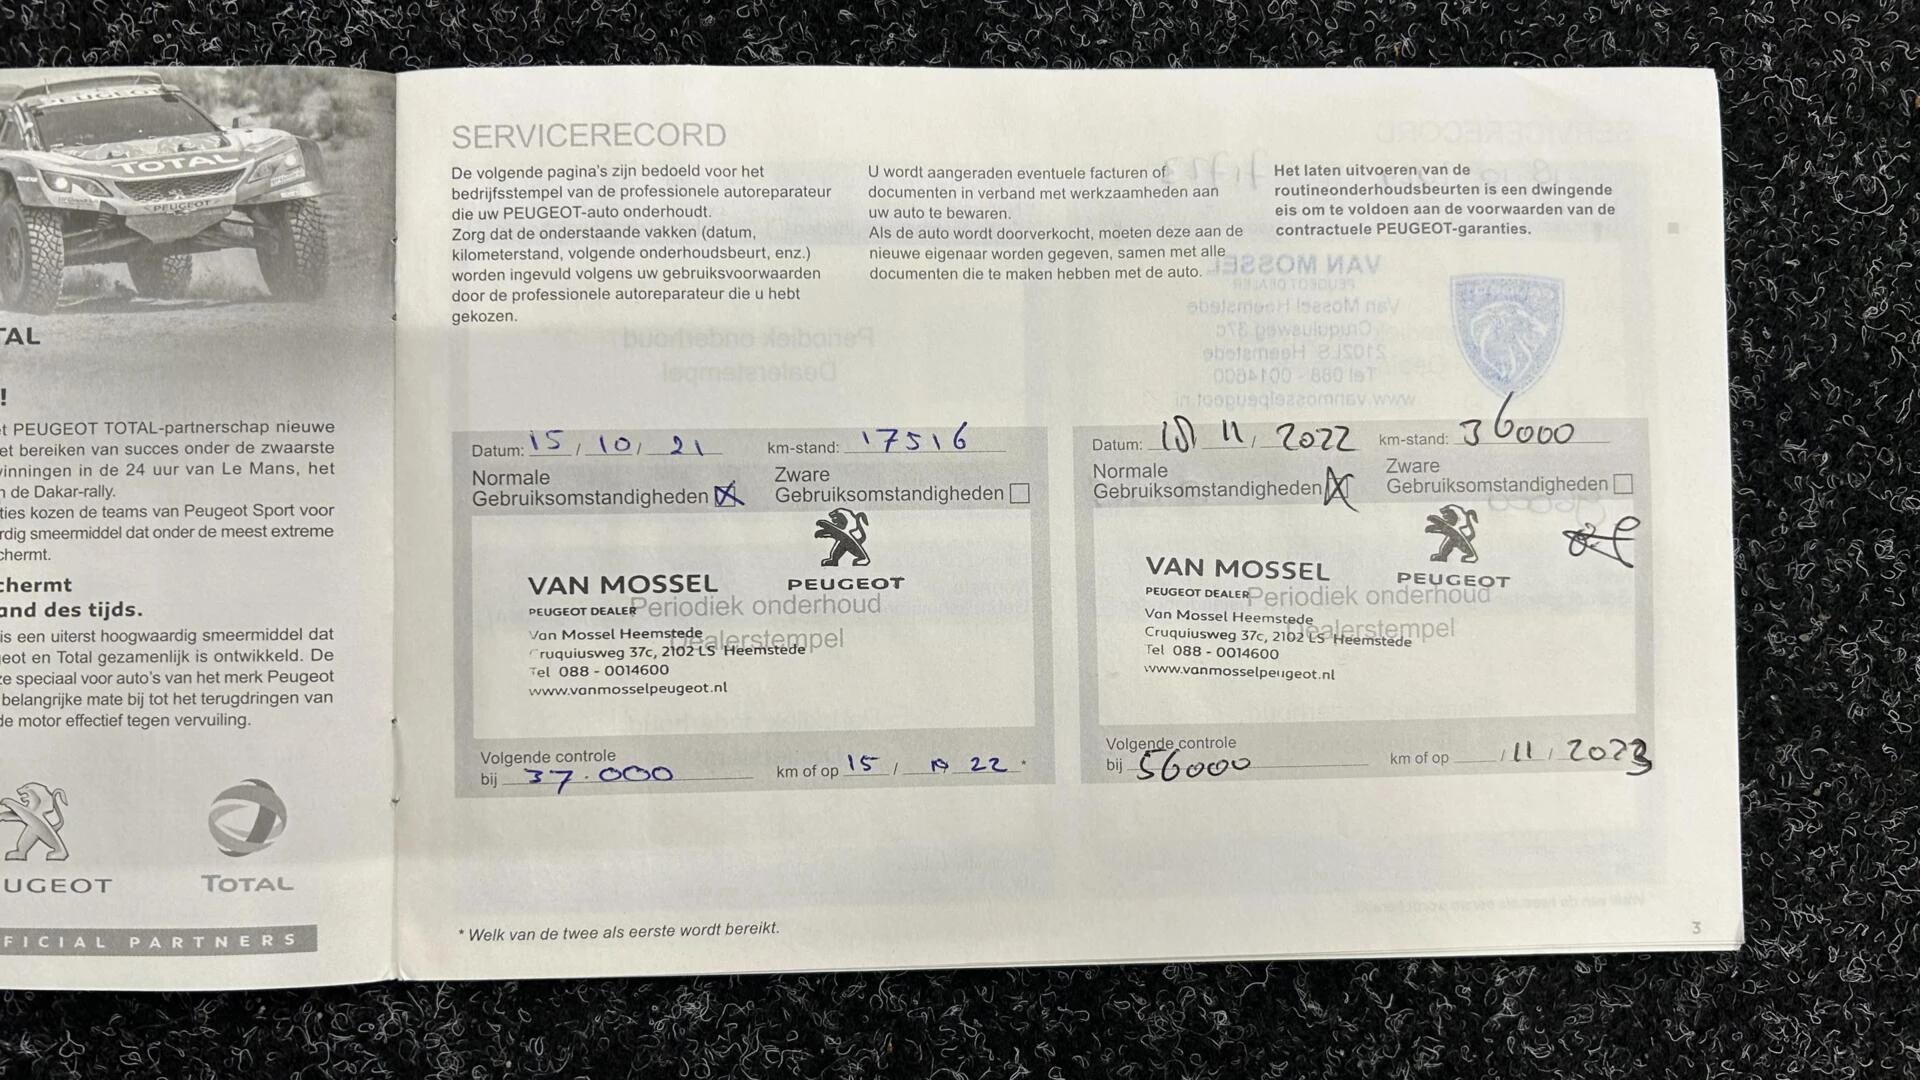 PEUGEOT
TOTAL
PEUGEOT
TAL
!
t PEUGEOT TOTAL-partnerschap nieuwe
et bereiken van succes onder de zwaarste
vinningen in de 24 uur van Le Mans, het
n de Dakar-rally.
ties kozen de teams van Peugeot Sport voor
rdig smeermiddel dat onder de meest extreme
chermt.
chermt
and des tijds.
is een uiterst hoogwaardig smeermiddel dat
eot en Total gezamenlijk is ontwikkeld. De
ze speciaal voor auto's van het merk Peugeot
belangrijke mate bij tot het terugdringen van
de motor effectief tegen vervuiling.
UGEOT
TOTAL
FICIAL PARTNERS
SERVICERECORD
De volgende pagina's zijn bedoeld voor het
bedrijfsstempel van de professionele autoreparateur
die uw PEUGEOT-auto onderhoudt.
Zorg dat de onderstaande vakken (datum,
kilometerstand, volgende onderhoudsbeurt, enz.)
worden ingevuld volgens uw gebruiksvoorwaarden
door de professionele autoreparateur die u hebt
gekozen.
U wordt aangeraden eventuele facturen of
documenten in verband met werkzaamheden aan
uw auto te bewaren.
Als de auto wordt doorverkocht, moeten deze aan de
nieuwe eigenaar worden gegeven, samen met alle
documenten die te maken hebben met de auto.
Het laten uitvoeren van de
routineonderhoudsbeurten is een dwingende
eis om te voldoen aan de voorwaarden van de
contractuele PEUGEOT-garanties.
Datum: 15 / 10 / 21 km-stand: 17516
Normale
Gebruiksomstandigheden
Zware
Gebruiksomstandigheden
PEUGEOT
VAN MOSSEL
PEUGEOT DEALER
Periodiek onderhoud
Dealerstempel
Van Mossel Heemstede
Cruquiusweg 37c, 2102 LS Heemstede
Tel 088 - 0014600
www.vanmosselpeugeot.nl
Volgende controle
bij 37.000 km of op 15 / 22 *
Datum: 11 / 2022 km-stand: 36000
Normale
Gebruiksomstandigheden
Zware
Gebruiksomstandigheden
PEUGEOT
VAN MOSSEL
PEUGEOT DEALER
Periodiek onderhoud
Dealerstempel
Van Mossel Heemstede
Cruquiusweg 37c, 2102 LS Heemstede
Tel 088 - 0014600
www.vanmosselpeugeot.nl
Volgende controle
bij 56000 km of op / 11 / 2023
* Welk van de twee als eerste wordt bereikt.
3